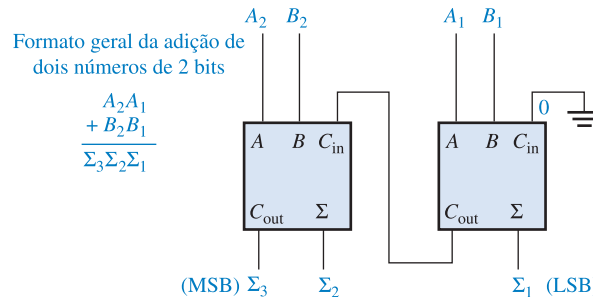 Formato geral da adição de
dois números de 2 bits
A₂A₁
+ B₂B₁
Σ₃Σ₂Σ₁
A₂ B₂ A₁ B₁
0
A B Cin A B Cin
Cout Σ Cout Σ
(MSB) Σ₃ Σ₂ Σ₁ (LSB